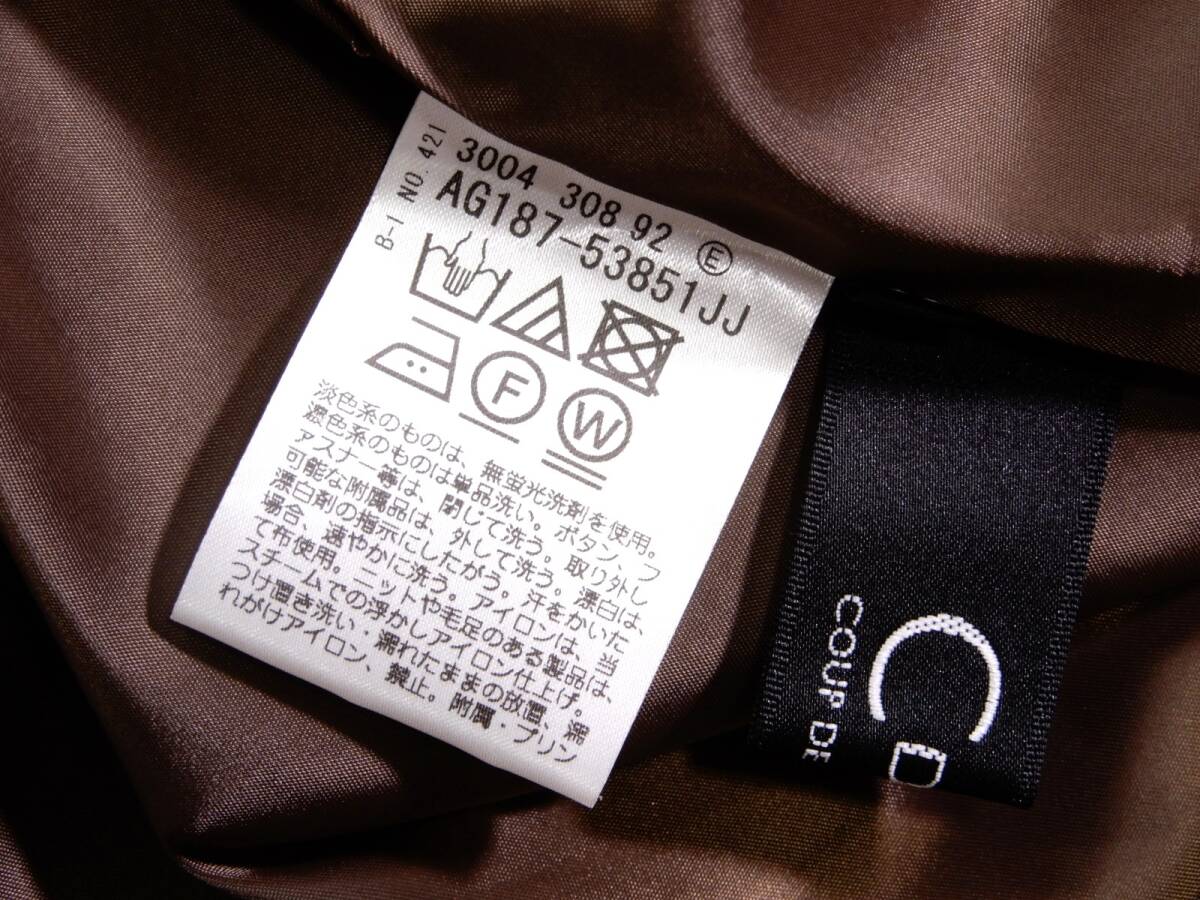 B-1 NO. 421
3004 308 92 Ⓔ
AG187-53851JJ
F
W
淡色系のものは、無蛍光洗剤を使用。
濃色系のものは単品洗い。ボタン、フ
ァスナー等は、閉じて洗う。取り外し
可能な附属品は、外して洗う。漂白は、
漂白剤の指示にしたがう。汗をかいた
場合、速やかに洗う。アイロンは、当
て布使用。ニットや毛足のある製品は、
スチームでの浮かしアイロン仕上げ。
つけ置き洗い・濡れたままの放置、濡
れがけアイロン、禁止。附属・プリン
COUP DE